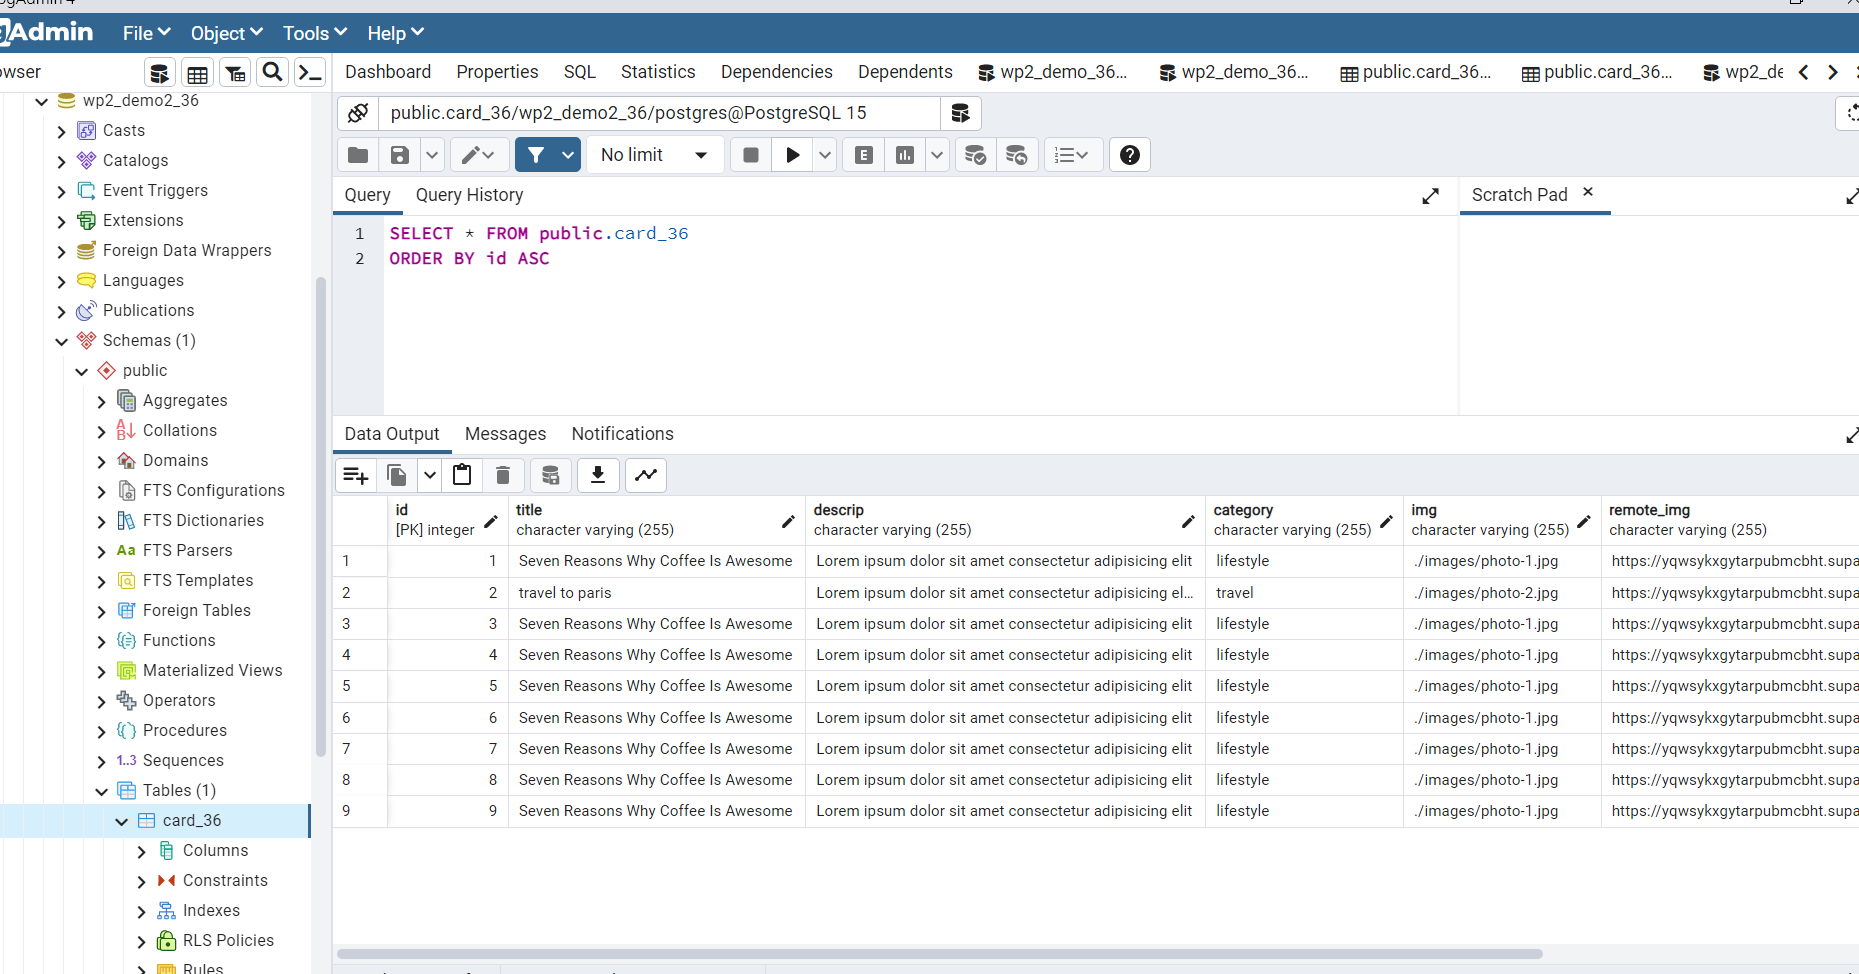 pgAdmin 4
Admin File Object Tools Help
wser
Dashboard Properties SQL Statistics Dependencies Dependents wp2_demo_36... wp2_demo_36... public.card_36... public.card_36... wp2_de
wp2_demo2_36
Casts
Catalogs
Event Triggers
Extensions
Foreign Data Wrappers
Languages
Publications
Schemas (1)
public
Aggregates
Collations
Domains
FTS Configurations
FTS Dictionaries
Aa FTS Parsers
FTS Templates
Foreign Tables
Functions
Materialized Views
Operators
Procedures
1..3 Sequences
Tables (1)
card_36
Columns
Constraints
Indexes
RLS Policies
Rules
public.card_36/wp2_demo2_36/postgres@PostgreSQL 15
No limit E
Query Query History
Scratch Pad
1 SELECT * FROM public.card_36
2 ORDER BY id ASC
Data Output Messages Notifications
id title descrip category img remote_img
[PK] integer character varying (255) character varying (255) character varying (255) character varying (255) character varying (255)
1 1 Seven Reasons Why Coffee Is Awesome Lorem ipsum dolor sit amet consectetur adipisicing elit lifestyle ./images/photo-1.jpg https://yqwsykxgytarpubmcbht.supa
2 2 travel to paris Lorem ipsum dolor sit amet consectetur adipisicing el... travel ./images/photo-2.jpg https://yqwsykxgytarpubmcbht.supa
3 3 Seven Reasons Why Coffee Is Awesome Lorem ipsum dolor sit amet consectetur adipisicing elit lifestyle ./images/photo-1.jpg https://yqwsykxgytarpubmcbht.supa
4 4 Seven Reasons Why Coffee Is Awesome Lorem ipsum dolor sit amet consectetur adipisicing elit lifestyle ./images/photo-1.jpg https://yqwsykxgytarpubmcbht.supa
5 5 Seven Reasons Why Coffee Is Awesome Lorem ipsum dolor sit amet consectetur adipisicing elit lifestyle ./images/photo-1.jpg https://yqwsykxgytarpubmcbht.supa
6 6 Seven Reasons Why Coffee Is Awesome Lorem ipsum dolor sit amet consectetur adipisicing elit lifestyle ./images/photo-1.jpg https://yqwsykxgytarpubmcbht.supa
7 7 Seven Reasons Why Coffee Is Awesome Lorem ipsum dolor sit amet consectetur adipisicing elit lifestyle ./images/photo-1.jpg https://yqwsykxgytarpubmcbht.supa
8 8 Seven Reasons Why Coffee Is Awesome Lorem ipsum dolor sit amet consectetur adipisicing elit lifestyle ./images/photo-1.jpg https://yqwsykxgytarpubmcbht.supa
9 9 Seven Reasons Why Coffee Is Awesome Lorem ipsum dolor sit amet consectetur adipisicing elit lifestyle ./images/photo-1.jpg https://yqwsykxgytarpubmcbht.supa